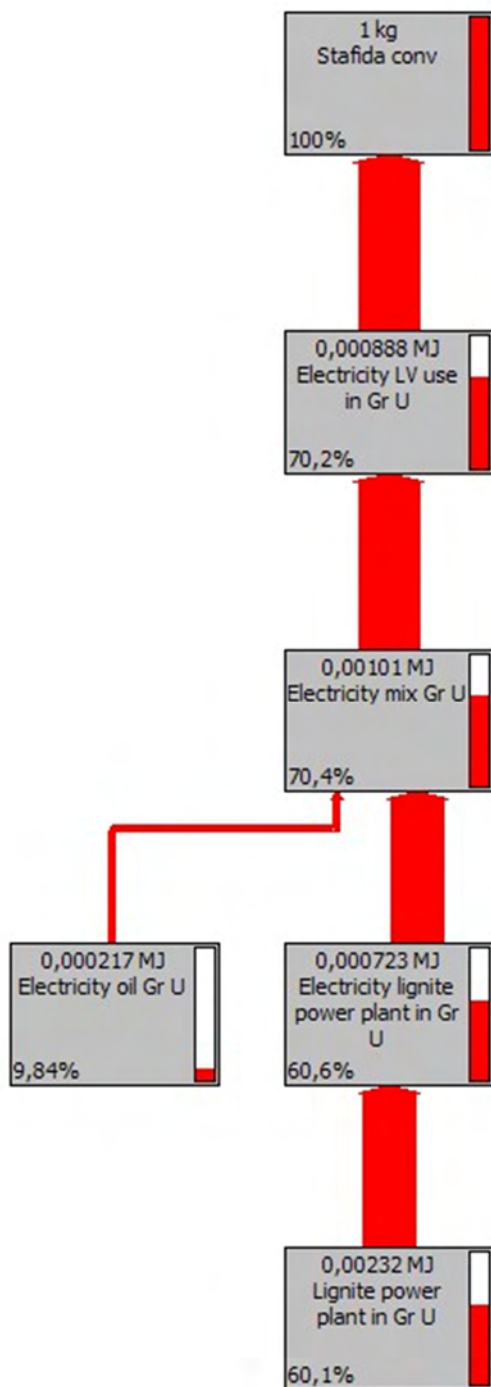 1 kg
Stafida conv
100%
0,000888 MJ
Electricity LV use
in Gr U
70,2%
0,00101 MJ
Electricity mix Gr U
70,4%
0,000217 MJ
Electricity oil Gr U
9,84%
0,000723 MJ
Electricity lignite
power plant in Gr
U
60,6%
0,00232 MJ
Lignite power
plant in Gr U
60,1%